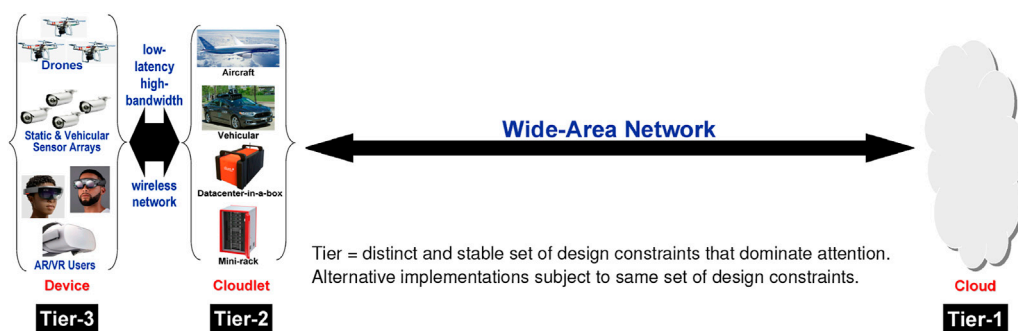 Drones
Static & Vehicular
Sensor Arrays
AR/VR Users
Device
Tier-3
low-
latency
high-
bandwidth
wireless
network
Aircraft
Vehicular
Datacenter-in-a-box
Mini-rack
Cloudlet
Tier-2
Wide-Area Network
Tier = distinct and stable set of design constraints that dominate attention.
Alternative implementations subject to same set of design constraints.
Cloud
Tier-1